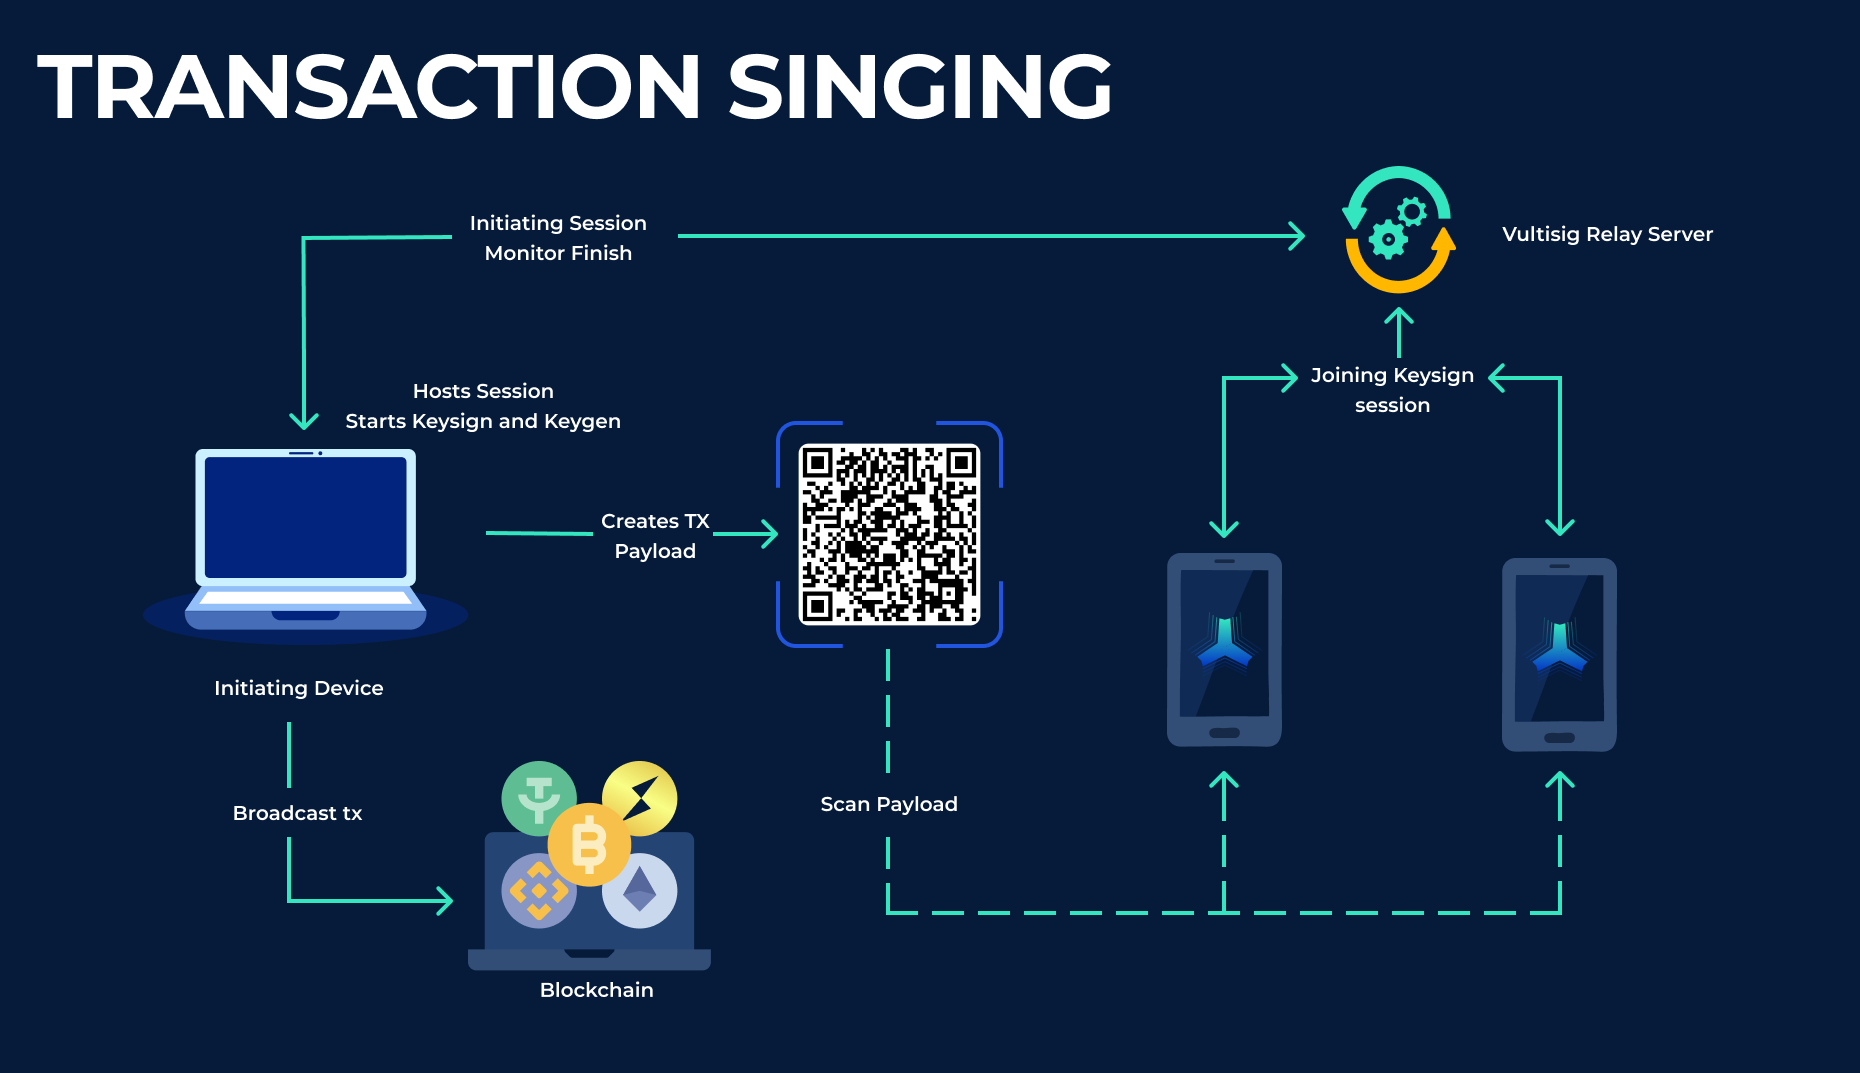 TRANSACTION SINGING
Initiating Session
Monitor Finish
Vultisig Relay Server
Hosts Session
Starts Keysign and Keygen
Joining Keysign
session
Creates TX
Payload
Initiating Device
Broadcast tx
Scan Payload
Blockchain